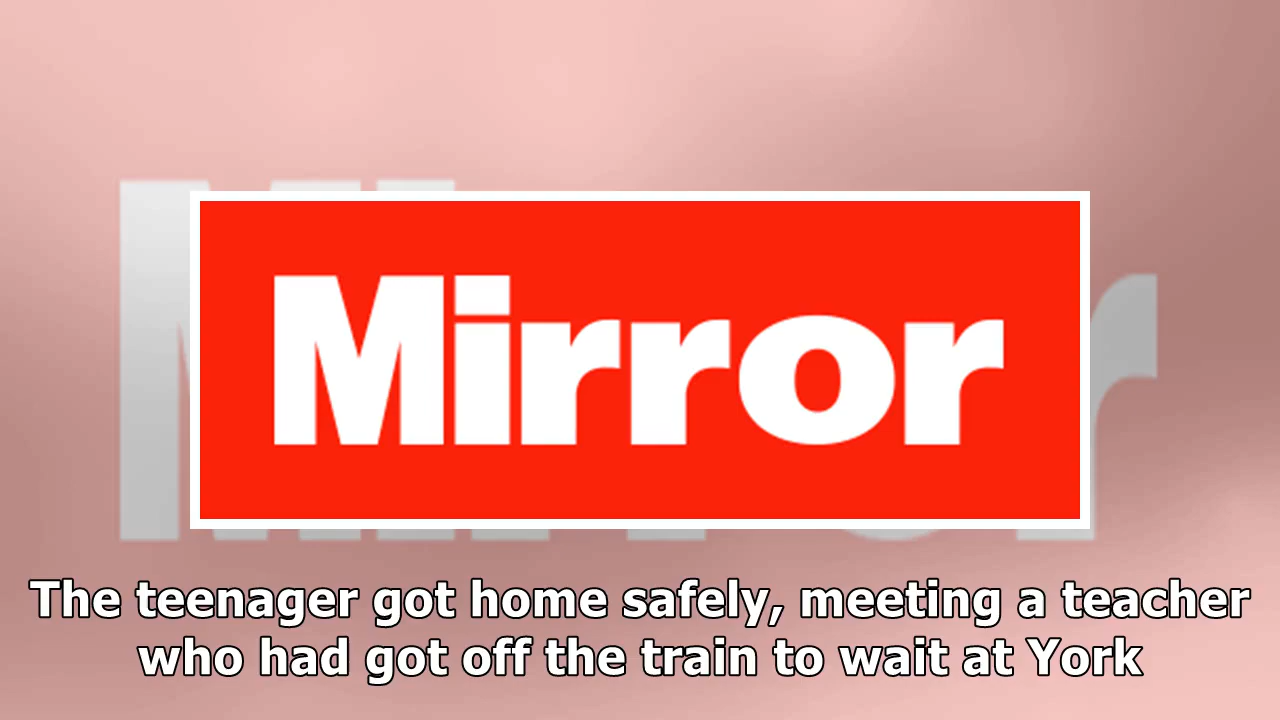 Mirror
The teenager got home safely, meeting a teacher
who had got off the train to wait at York